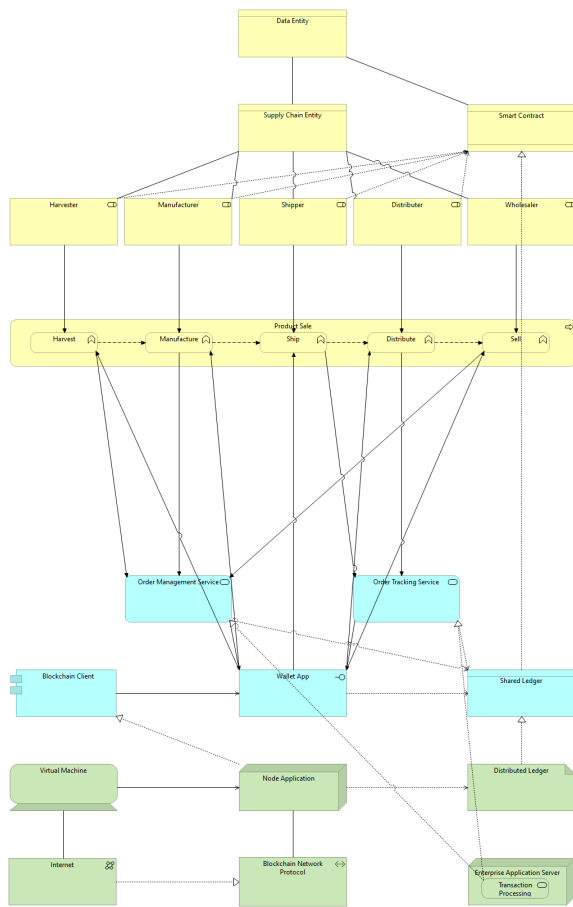 Data Entity
Supply Chain Entity
Smart Contract
Harvester
Manufacturer
Shipper
Distributer
Wholesaler
Product Sale
Harvest
Manufacture
Ship
Distribute
Sell
Order Management Service
Order Tracking Service
Blockchain Client
Wallet App
Shared Ledger
Virtual Machine
Node Application
Distributed Ledger
Internet
Blockchain Network
Protocol
Enterprise Application Server
Transaction
Processing